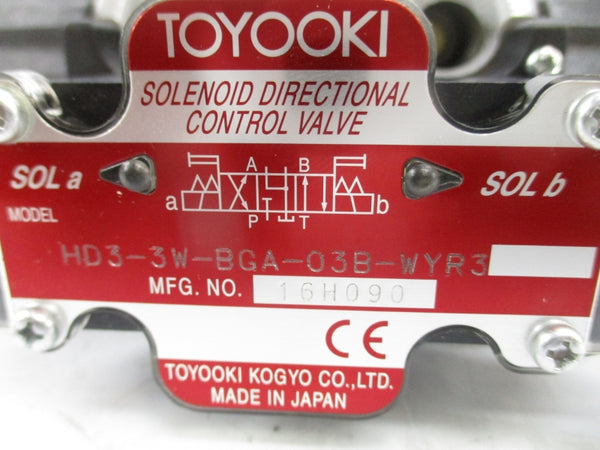 TOYOOKI
SOLENOID DIRECTIONAL
CONTROL VALVE
SOL a
A B
SOL b
a b
P T
MODEL
HD3-3W-BGA-03B-WYR3
MFG. NO. 16H090
CE
TOYOOKI KOGYO CO.,LTD.
MADE IN JAPAN